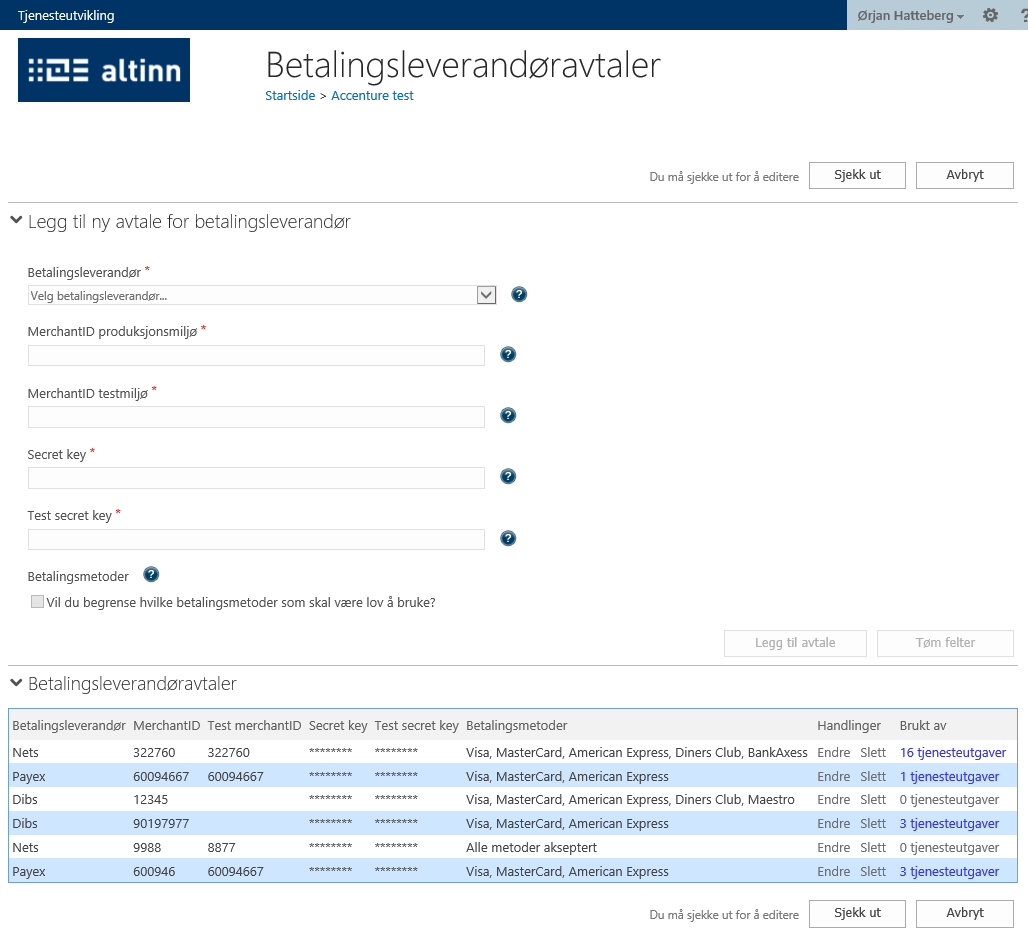 Tjenesteutvikling
Ørjan Hatteberg
?
altinn
Betalingsleverandøravtaler
Startside > Accenture test
Du må sjekke ut for å editere Sjekk ut Avbryt
Legg til ny avtale for betalingsleverandør
Betalingsleverandør *
Velg betalingsleverandør... ?
MerchantID produksjonsmiljø *
?
MerchantID testmiljø *
?
Secret key *
?
Test secret key *
?
Betalingsmetoder ?
Vil du begrense hvilke betalingsmetoder som skal være lov å bruke?
Legg til avtale Tøm felter
Betalingsleverandøravtaler
Betalingsleverandør MerchantID Test merchantID Secret key Test secret key Betalingsmetoder Handlinger Brukt av
Nets 322760 322760 ******** ******** Visa, MasterCard, American Express, Diners Club, BankAxess Endre Slett 16 tjenesteutgaver
Payex 60094667 60094667 ******** ******** Visa, MasterCard, American Express Endre Slett 1 tjenesteutgaver
Dibs 12345 ******** ******** Visa, MasterCard, American Express, Diners Club, Maestro Endre Slett 0 tjenesteutgaver
Dibs 90197977 ******** ******** Visa, MasterCard, American Express Endre Slett 3 tjenesteutgaver
Nets 9988 8877 ******** ******** Alle metoder akseptert Endre Slett 0 tjenesteutgaver
Payex 600946 60094667 ******** ******** Visa, MasterCard, American Express Endre Slett 3 tjenesteutgaver
Du må sjekke ut for å editere Sjekk ut Avbryt